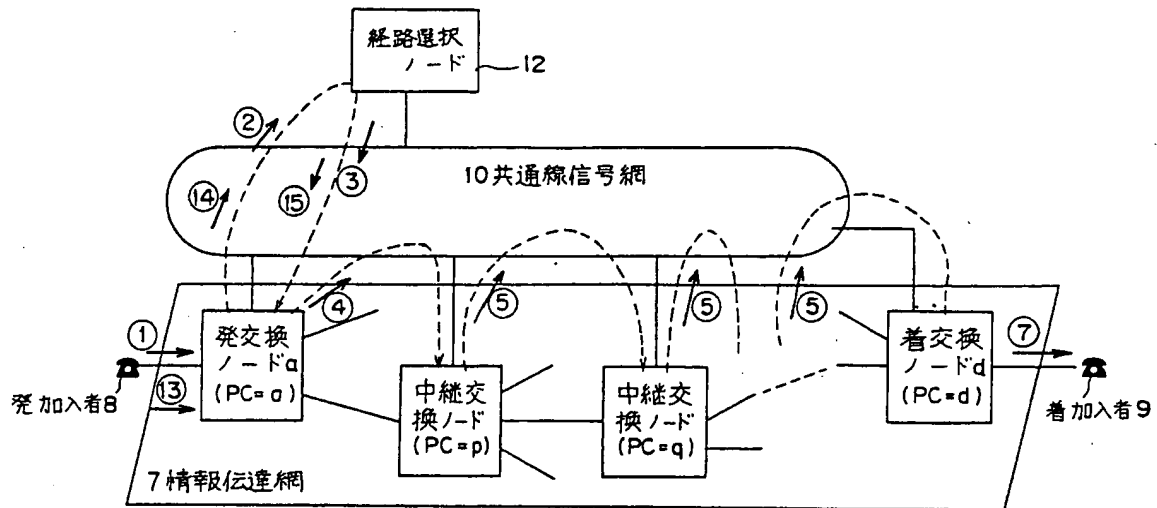 経路選択
ノード
12
②
③
⑭
⑮
10共通線信号網
④
⑤
⑤
⑤
①
発交換
ノードa
(PC=a)
着交換
ノードd
(PC=d)
⑦
発加入者8
⑬
中継交
換ノード
(PC=p)
中継交
換ノード
(PC=q)
着加入者9
7情報伝達網